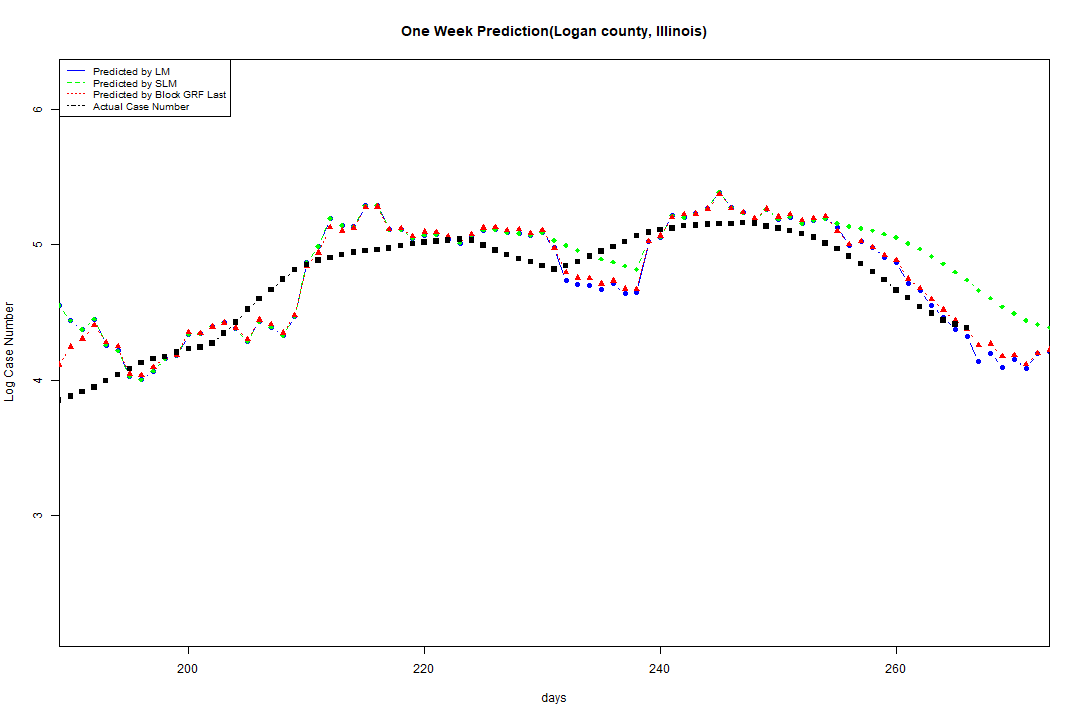 One Week Prediction(Logan county, Illinois)
Predicted by LM
Predicted by SLM
Predicted by Block GRF Last
Actual Case Number
6
5
4
3
Log Case Number
200 220 240 260
days